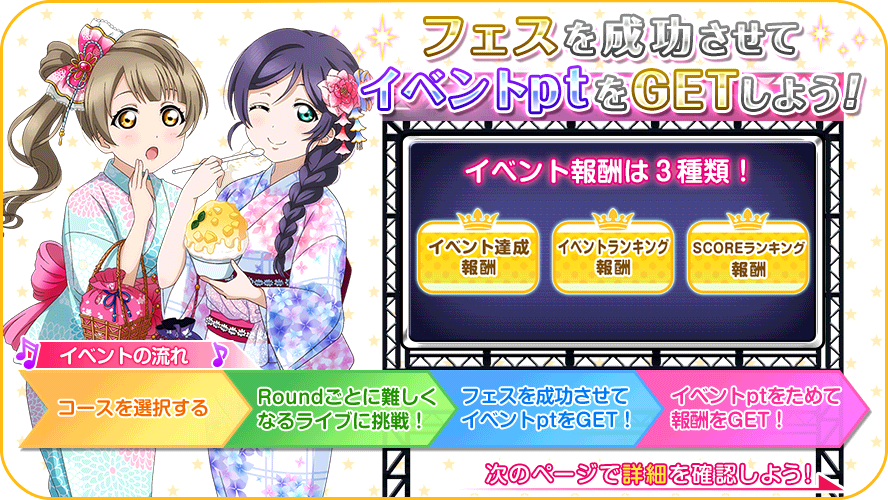 フェスを成功させて
イベントptをGETしよう！
イベント報酬は３種類！
イベント達成
報酬
イベントランキング
報酬
SCOREランキング
報酬
イベントの流れ
コースを選択する
Roundごとに難しく
なるライブに挑戦！
フェスを成功させて
イベントptをGET！
イベントptをためて
報酬をGET！
次のページで詳細を確認しよう！